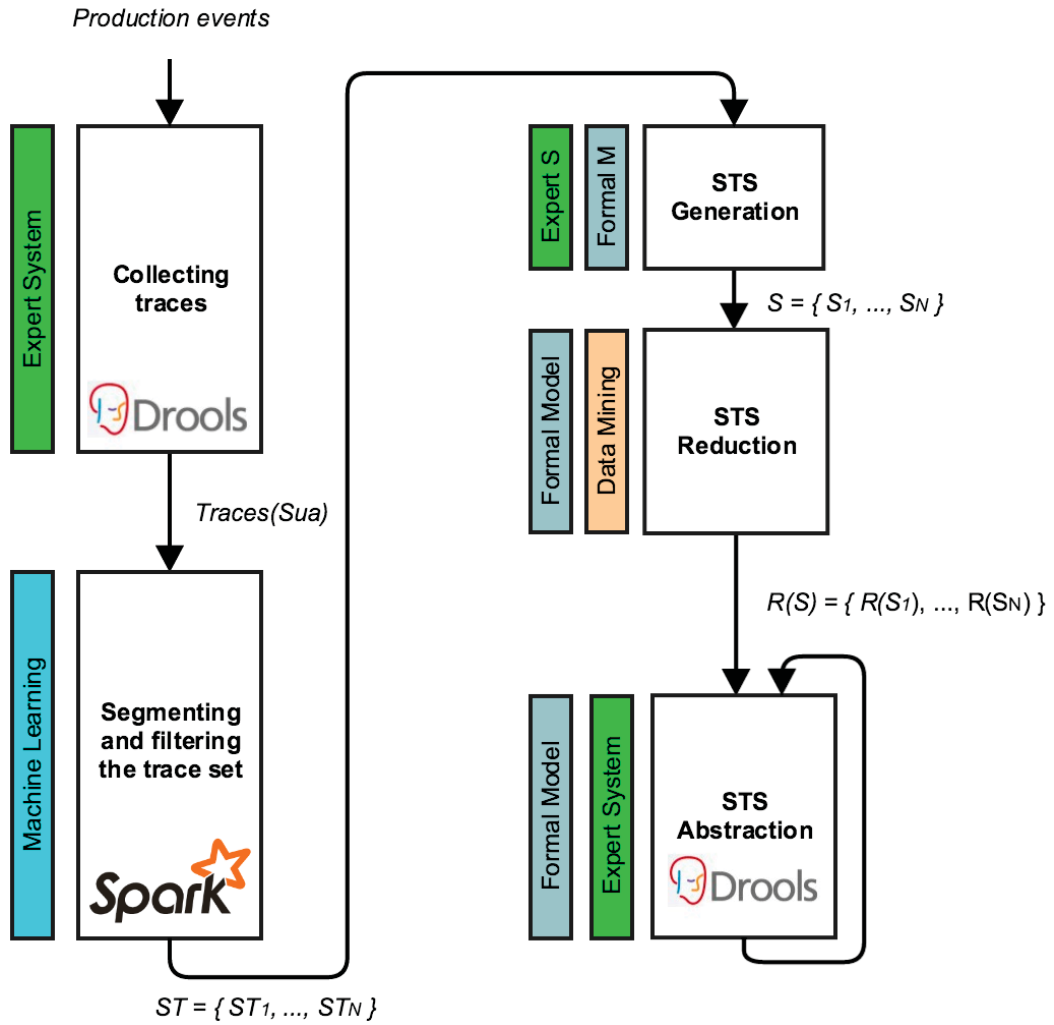 Production events
Expert System
Collecting
traces
Drools
Traces(Sua)
Machine Learning
Segmenting
and filtering
the trace set
Spark
ST = { ST1, ..., STN }
Expert S
Formal M
STS
Generation
S = { S1, ..., SN }
Formal Model
Data Mining
STS
Reduction
R(S) = { R(S1), ..., R(SN) }
Formal Model
Expert System
STS
Abstraction
Drools